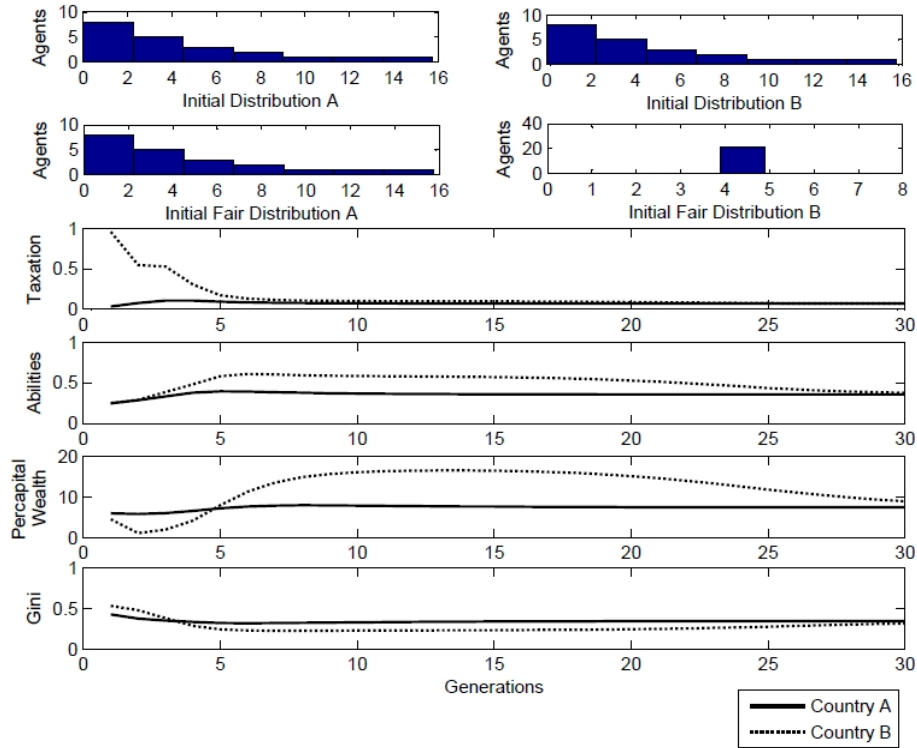 10
5
0
Agents
0 2 4 6 8 10 12 14 16
Initial Distribution A
10
5
0
Agents
0 2 4 6 8 10 12 14 16
Initial Distribution B
10
5
0
Agents
0 2 4 6 8 10 12 14 16
Initial Fair Distribution A
40
20
0
Agents
0 1 2 3 4 5 6 7 8
Initial Fair Distribution B
1
0.5
0
Taxation
0 5 10 15 20 25 30
1
0.5
0
Abilities
0 5 10 15 20 25 30
20
10
0
Percapital
Wealth
0 5 10 15 20 25 30
1
0.5
0
Gini
0 5 10 15 20 25 30
Generations
Country A
Country B